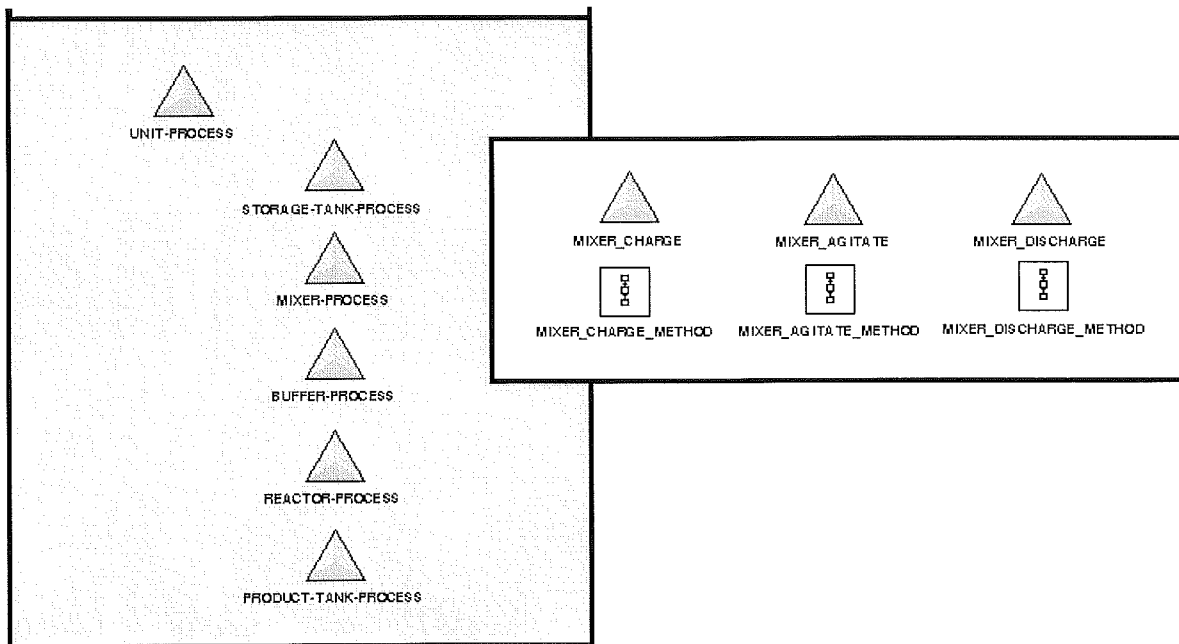 UNIT-PROCESS
STORAGE-TANK-PROCESS
MIXER-PROCESS
BUFFER-PROCESS
REACTOR-PROCESS
PRODUCT-TANK-PROCESS
MIXER_CHARGE MIXER_AGITATE MIXER_DISCHARGE
MIXER_CHARGE_METHOD MIXER_AGITATE_METHOD MIXER_DISCHARGE_METHOD